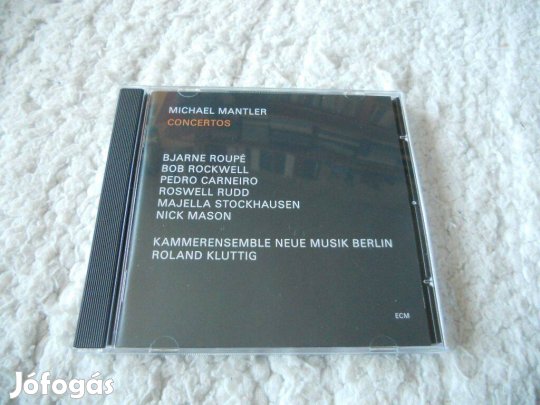 MICHAEL MANTLER
CONCERTOS
BJARNE ROUPÉ
BOB ROCKWELL
PEDRO CARNEIRO
ROSWELL RUDD
MAJELLA STOCKHAUSEN
NICK MASON
KAMMERENSEMBLE NEUE MUSIK BERLIN
ROLAND KLUTTIG
ECM
Jófogás